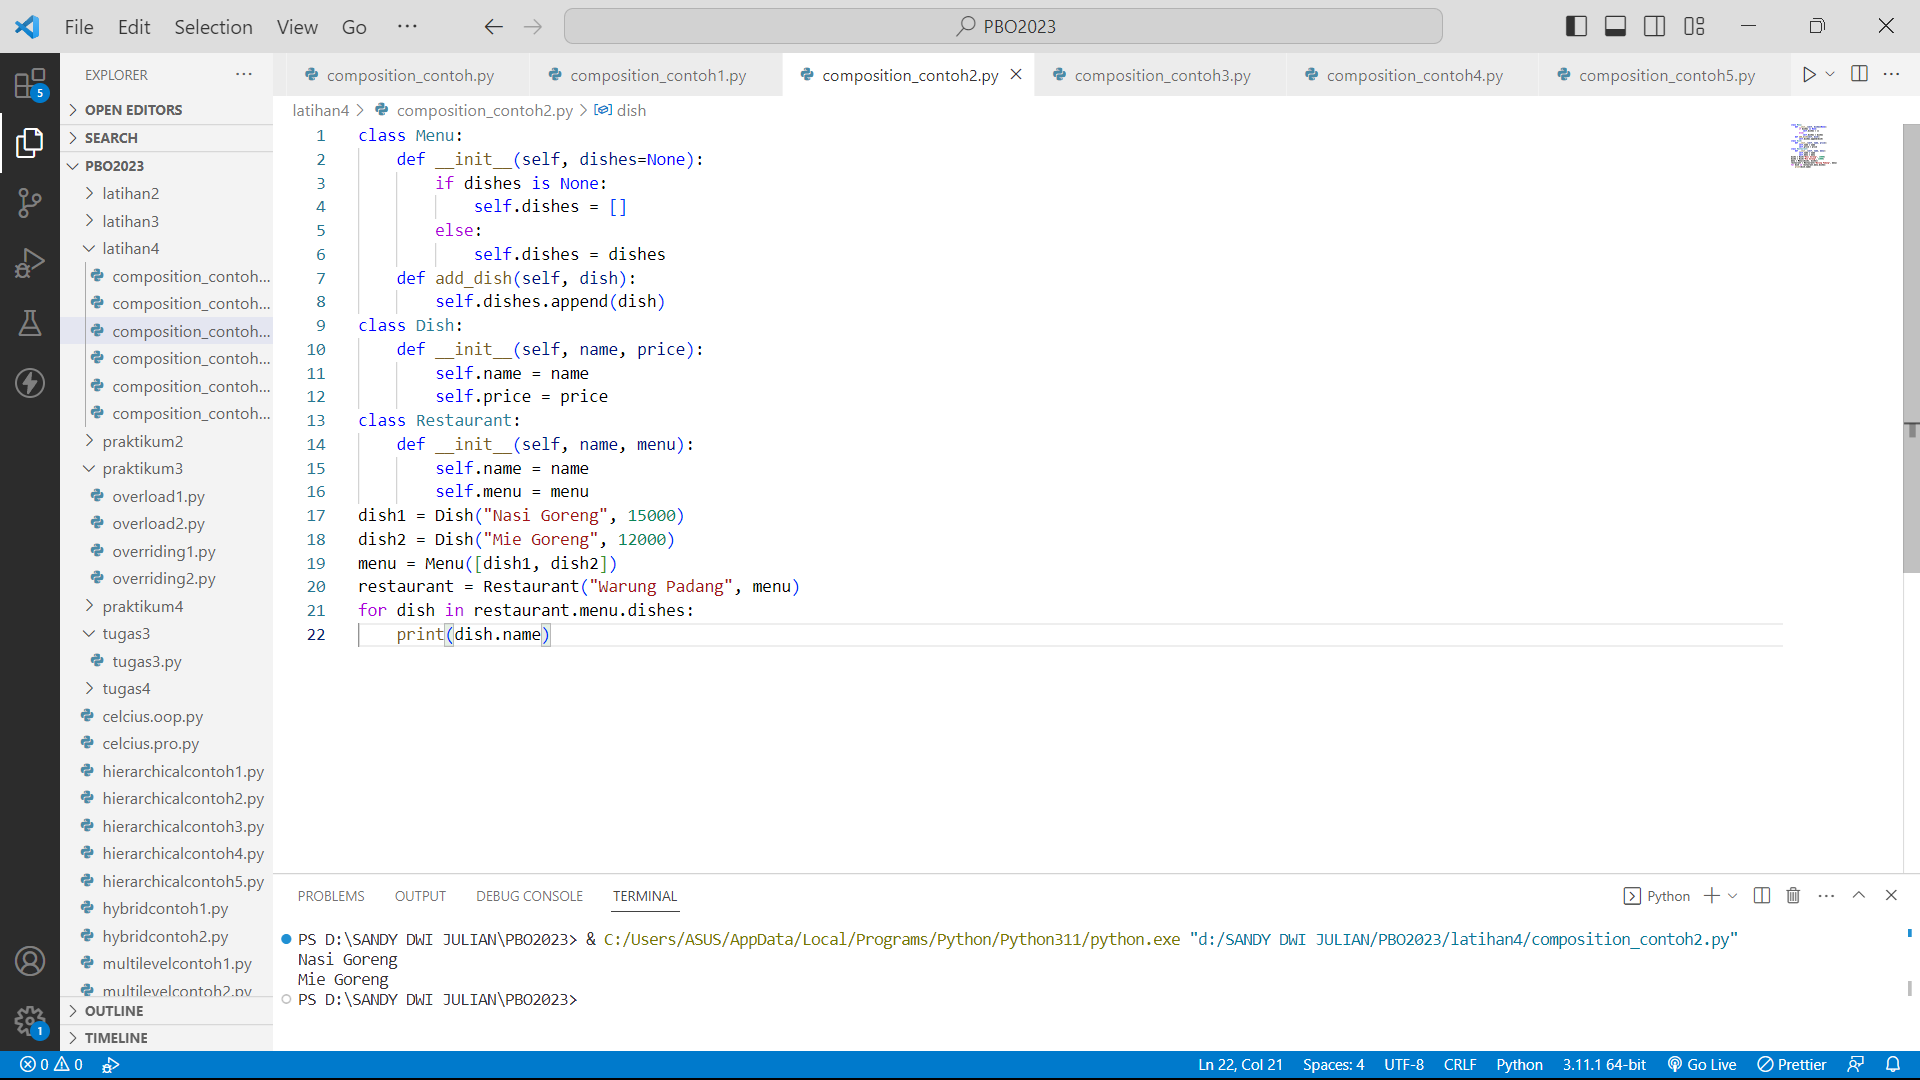 File Edit Selection View Go ···
PBO2023
5
EXPLORER ···
OPEN EDITORS
SEARCH
PBO2023
latihan2
latihan3
latihan4
composition_contoh...
composition_contoh...
composition_contoh...
composition_contoh...
composition_contoh...
composition_contoh...
praktikum2
praktikum3
overload1.py
overload2.py
overriding1.py
overriding2.py
praktikum4
tugas3
tugas3.py
tugas4
celcius.oop.py
celcius.pro.py
hierarchicalcontoh1.py
hierarchicalcontoh2.py
hierarchicalcontoh3.py
hierarchicalcontoh4.py
hierarchicalcontoh5.py
hybridcontoh1.py
hybridcontoh2.py
multilevelcontoh1.py
multilevelcontoh2.py
OUTLINE
TIMELINE
1
composition_contoh.py composition_contoh1.py composition_contoh2.py composition_contoh3.py composition_contoh4.py composition_contoh5.py
latihan4 > composition_contoh2.py > dish
1 class Menu:
2     def __init__(self, dishes=None):
3         if dishes is None:
4             self.dishes = []
5         else:
6             self.dishes = dishes
7     def add_dish(self, dish):
8         self.dishes.append(dish)
9 class Dish:
10     def __init__(self, name, price):
11         self.name = name
12         self.price = price
13 class Restaurant:
14     def __init__(self, name, menu):
15         self.name = name
16         self.menu = menu
17 dish1 = Dish("Nasi Goreng", 15000)
18 dish2 = Dish("Mie Goreng", 12000)
19 menu = Menu([dish1, dish2])
20 restaurant = Restaurant("Warung Padang", menu)
21 for dish in restaurant.menu.dishes:
22     print(dish.name)
PROBLEMS OUTPUT DEBUG CONSOLE TERMINAL
Python
PS D:\SANDY DWI JULIAN\PBO2023> & C:/Users/ASUS/AppData/Local/Programs/Python/Python311/python.exe "d:/SANDY DWI JULIAN/PBO2023/latihan4/composition_contoh2.py"
Nasi Goreng
Mie Goreng
PS D:\SANDY DWI JULIAN\PBO2023>
0 0
Ln 22, Col 21 Spaces: 4 UTF-8 CRLF Python 3.11.1 64-bit Go Live Prettier